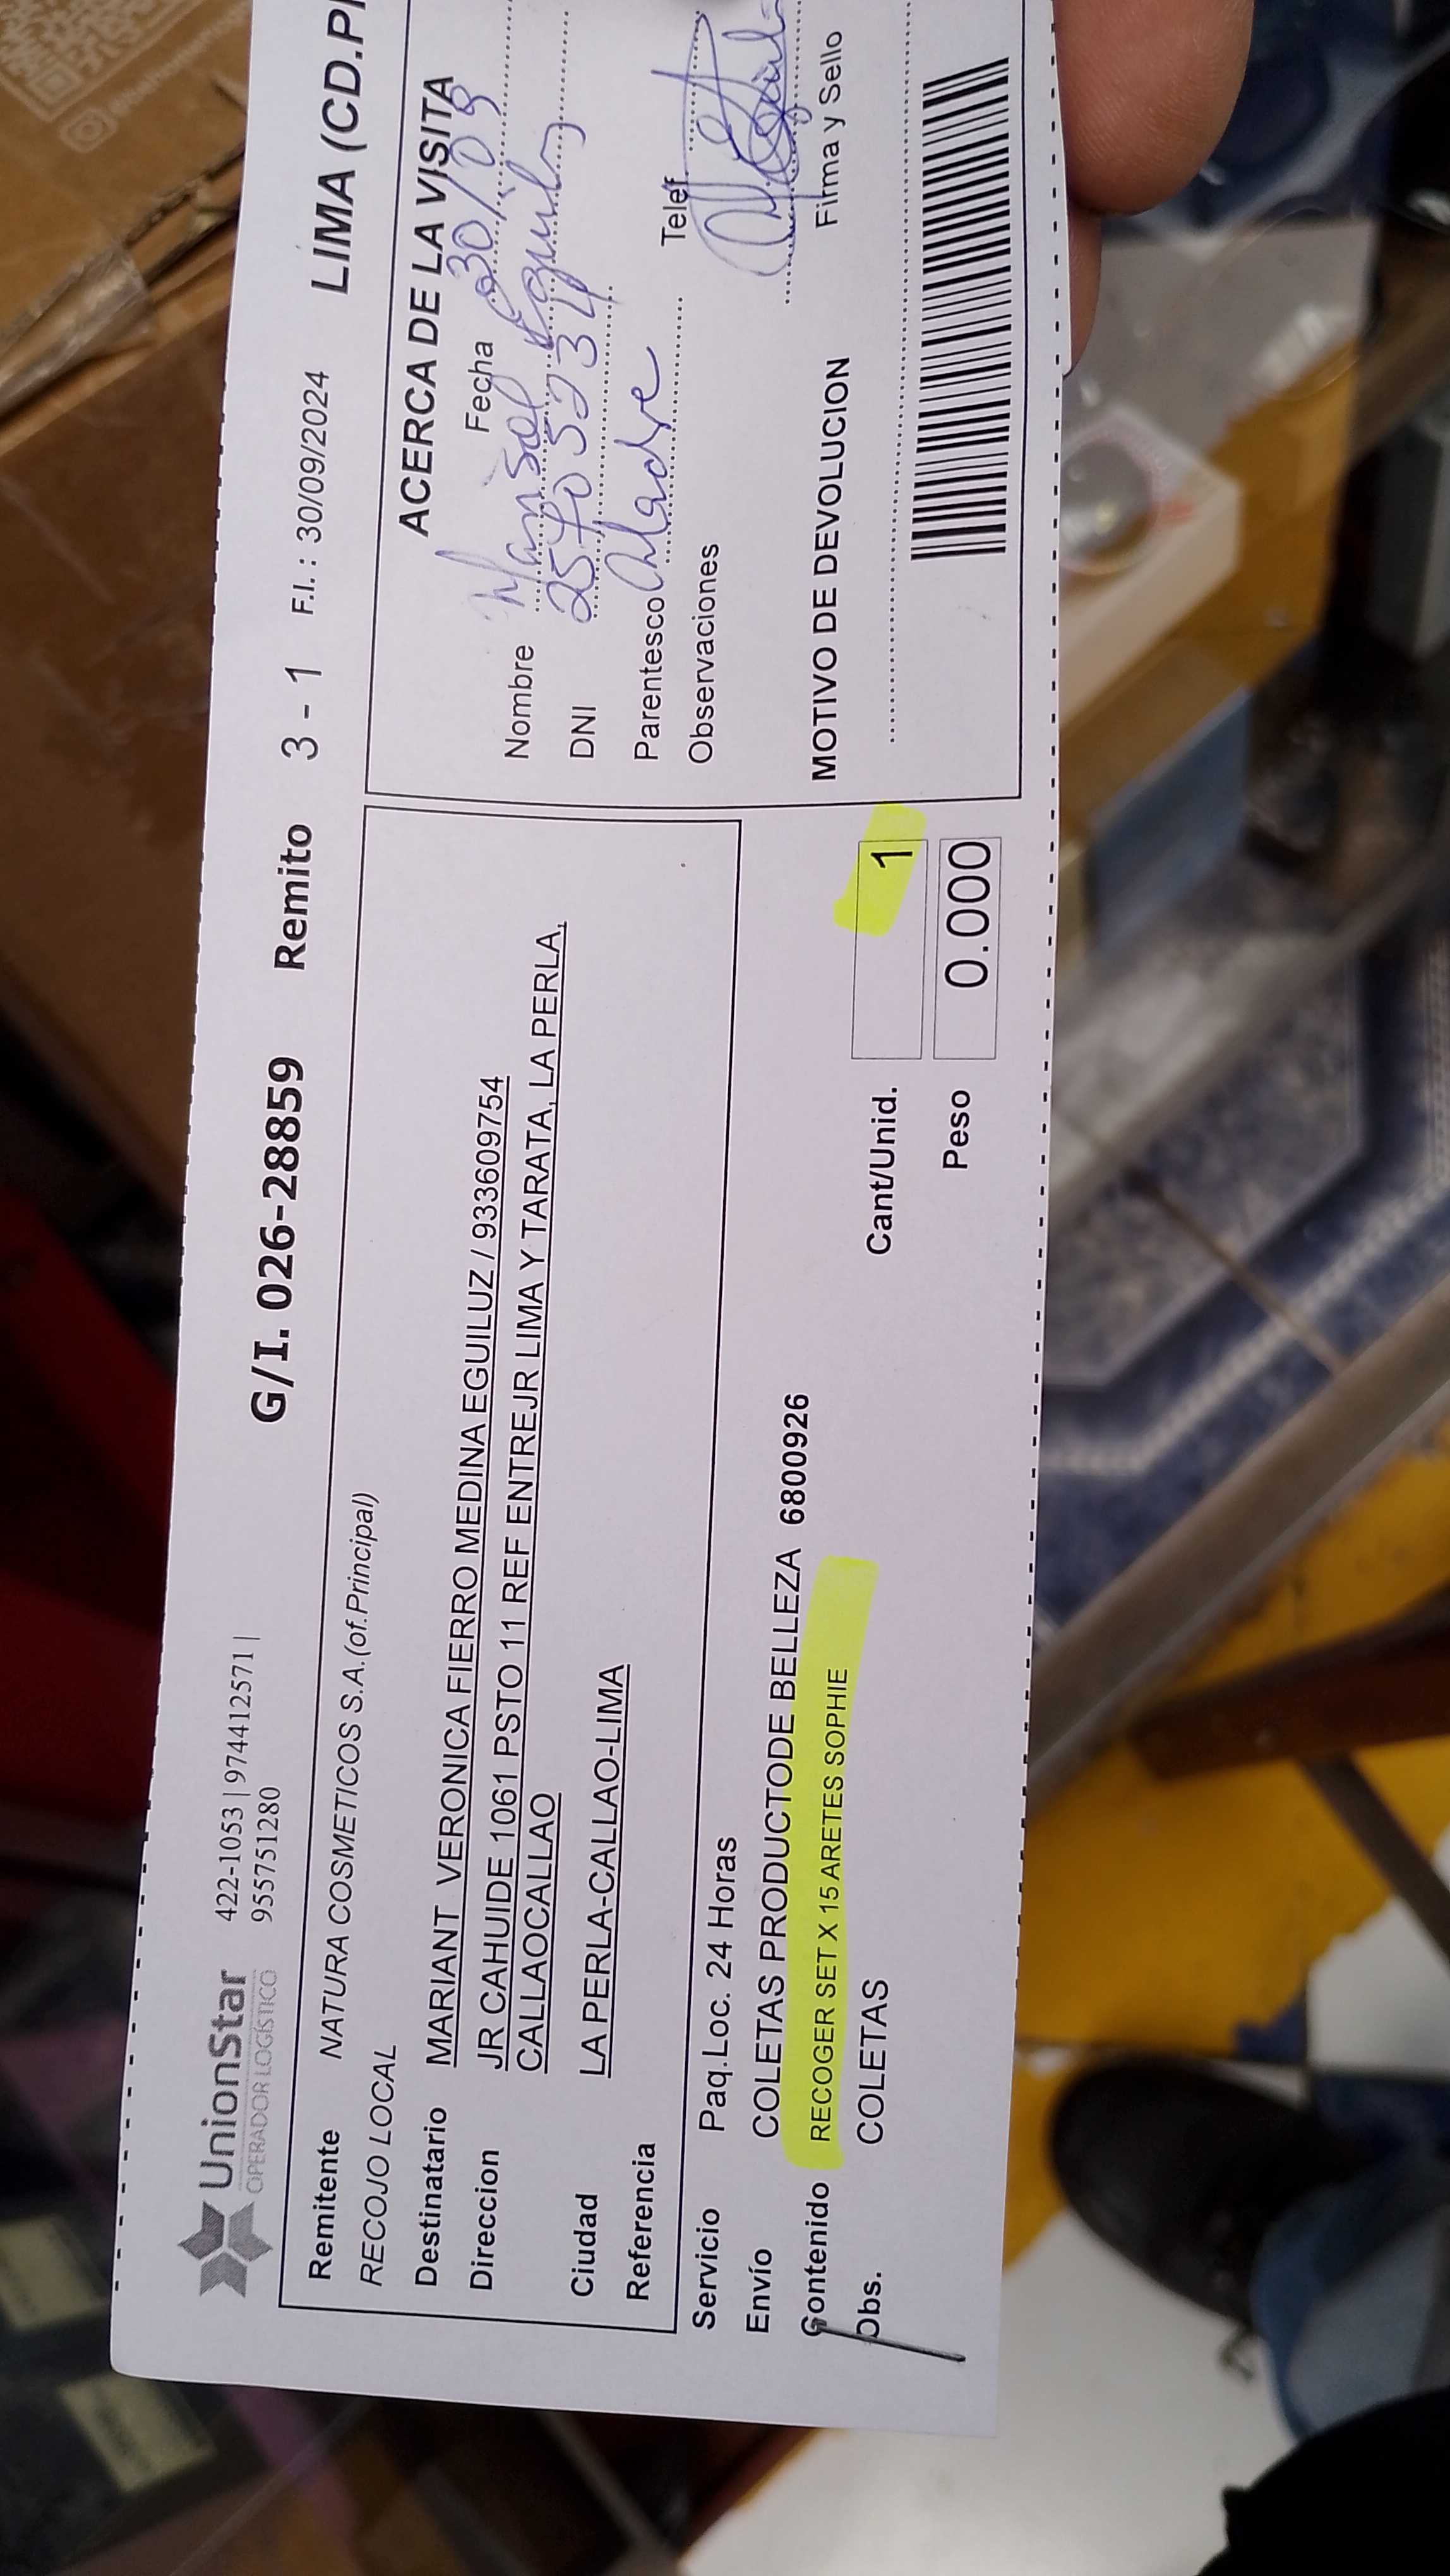 UnionStar
OPERADOR LOGÍSTICO
422-1053 | 974412571 |
955751280
G/I. 026-28859 Remito 3 - 1 F.I. : 30/09/2024 LIMA (CD.P
Remitente NATURA COSMETICOS S.A.(of.Principal)
RECOJO LOCAL
Destinatario MARIANT VERONICA FIERRO MEDINA EGUILUZ / 933609754
Direccion JR CAHUIDE 1061 PSTO 11 REF ENTREJR LIMA Y TARATA, LA PERLA,
CALLAOCALLAO
Ciudad LA PERLA-CALLAO-LIMA
Referencia
Servicio Paq.Loc. 24 Horas
Envío COLETAS PRODUCTODE BELLEZA 6800926
Contenido RECOGER SET X 15 ARETES SOPHIE
Obs. COLETAS
Cant/Unid. 1
Peso 0.000
ACERCA DE LA VISITA
Fecha 30/09
Nombre
DNI
Parentesco Madre
Telef
Observaciones
Firma y Sello
MOTIVO DE DEVOLUCION